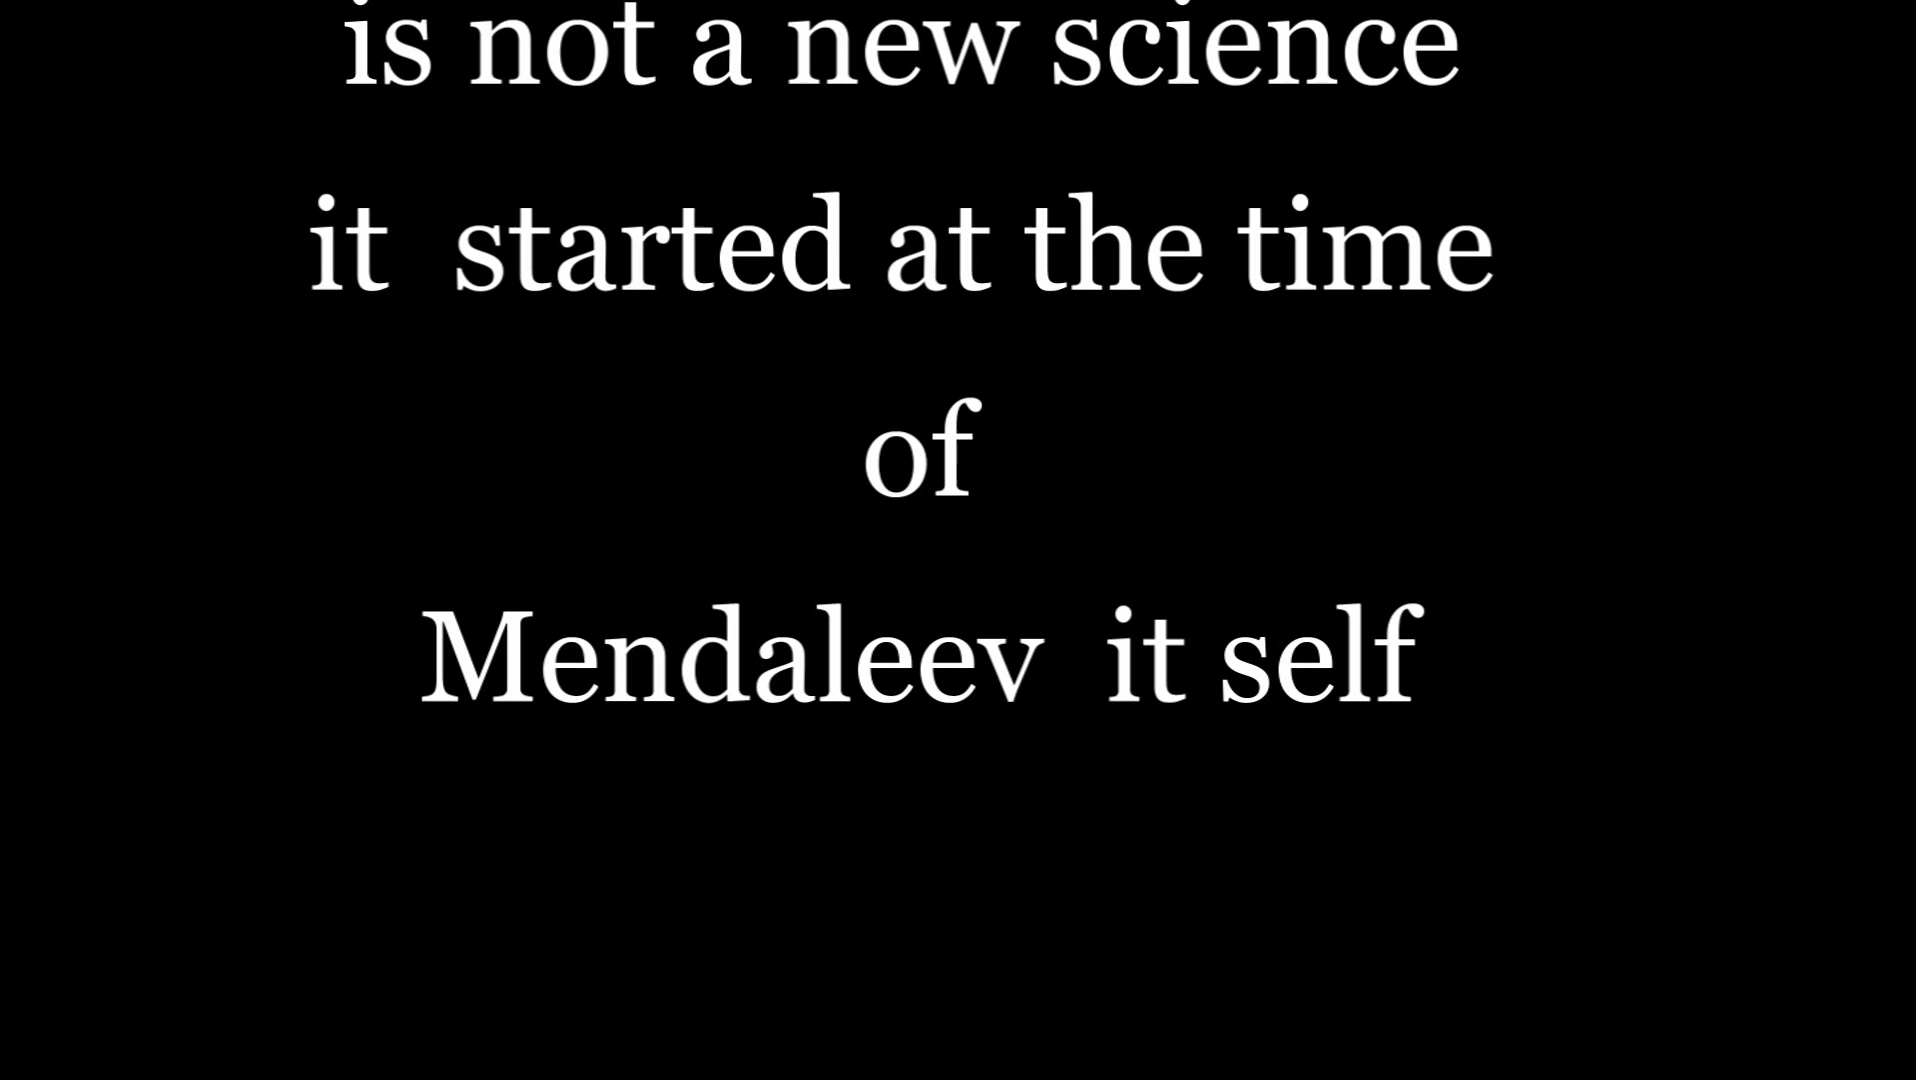 is not a new science
it started at the time
of
Mendaleev it self